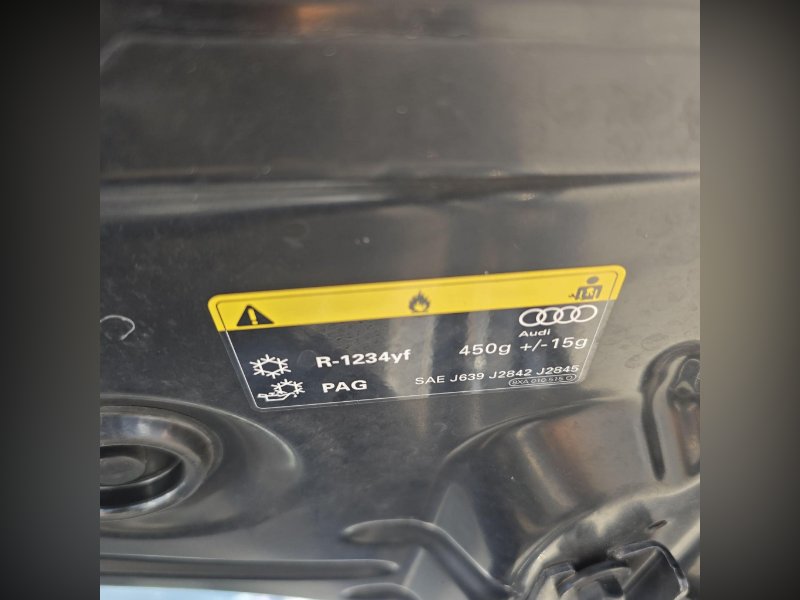 Audi
R-1234yf 450g +/-15g
PAG SAE J639 J2842 J2845